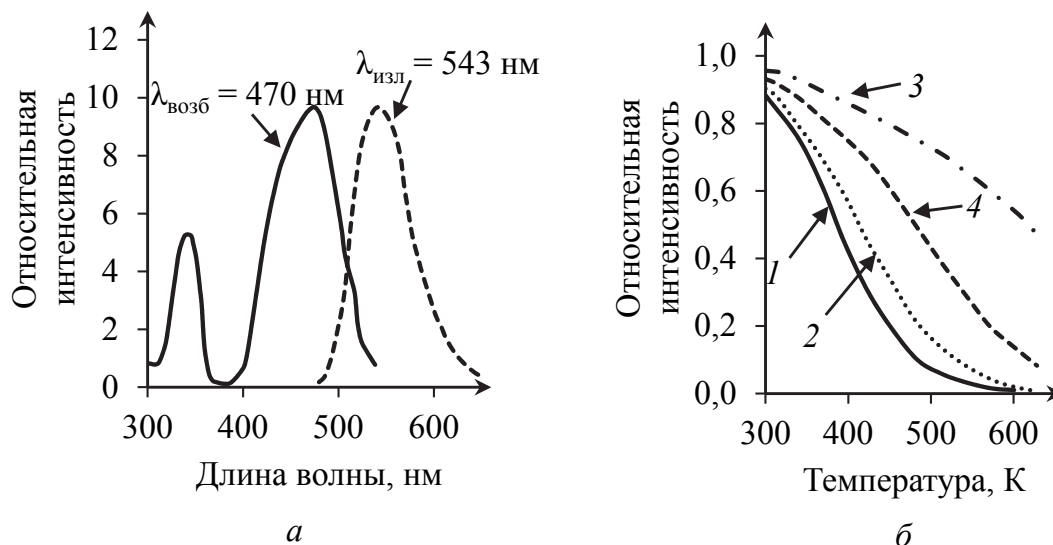 Относительная
интенсивность
12
10
8
6
4
2
0
λвозб = 470 нм
λизл = 543 нм
300
400
500
600
Длина волны, нм
а
Относительная
интенсивность
1,0
0,8
0,6
0,4
0,2
0,0
3
4
1
2
300
400
500
600
Температура, К
б